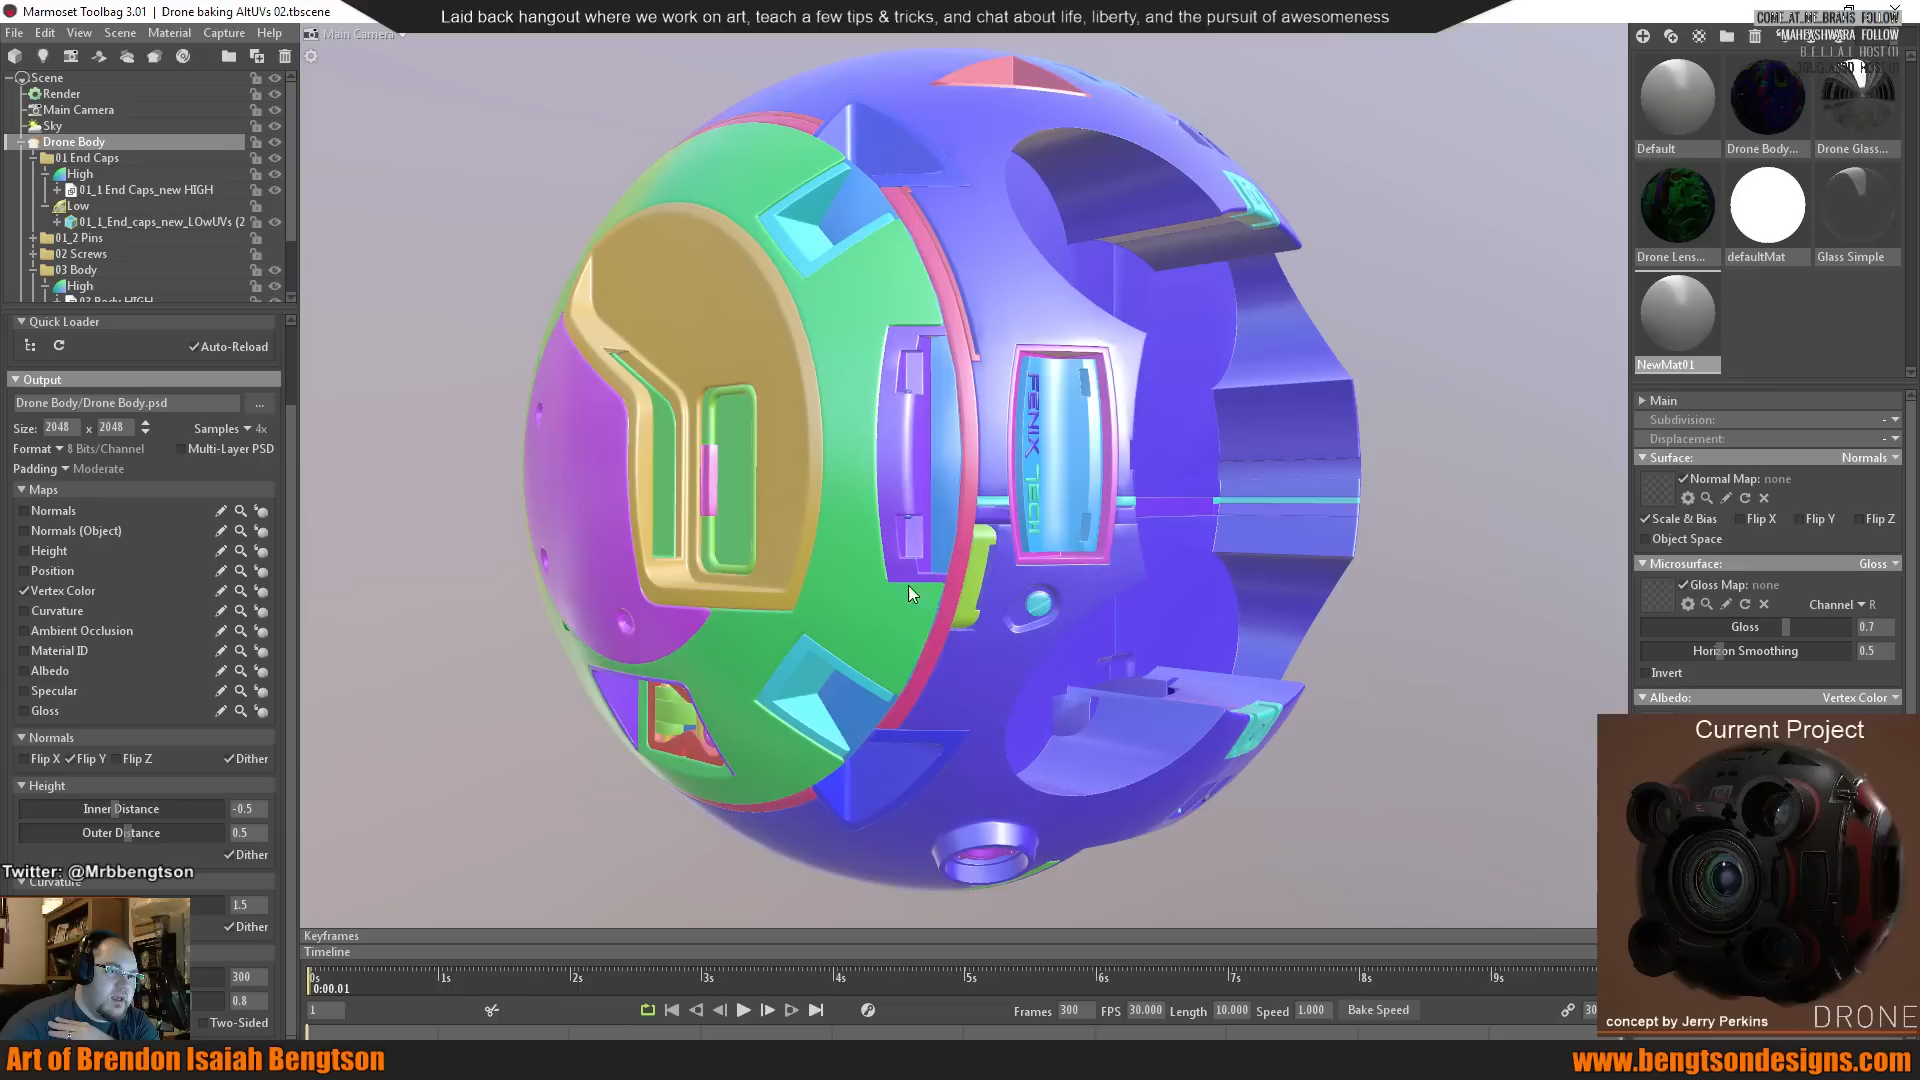 Marmoset Toolbag 3.01 | Drone baking AltUVs 02.tbscene
Laid back hangout where we work on art, teach a few tips & tricks, and chat about life, liberty, and the pursuit of awesomeness
File Edit View Scene Material Capture Help
Main Camera
Scene
Render
Main Camera
Sky
Drone Body
01 End Caps
High
01_1 End Caps_new HIGH
Low
01_1_End_caps_new_LOwUVs (2
01_2 Pins
02 Screws
03 Body
High
03 Body HIGH
Quick Loader
Auto-Reload
Output
Drone Body/Drone Body.psd ...
Size: 2048 x 2048 Samples 4x
Format 8 Bits/Channel Multi-Layer PSD
Padding Moderate
Maps
Normals
Normals (Object)
Height
Position
Vertex Color
Curvature
Ambient Occlusion
Material ID
Albedo
Specular
Gloss
Normals
Flip X Flip Y Flip Z Dither
Height
Inner Distance -0.5
Outer Distance 0.5
Dither
Twitter: @Mrbbengtson
Curvature
1.5
Dither
300
0.8
Two-Sided
FENIX TECH
Keyframes
Timeline
0s 1s 2s 3s 4s 5s 6s 7s 8s 9s
0:00.01
1
Frames 300 FPS 30.000 Length 10.000 Speed 1.000 Bake Speed 30
COME_AT_ME_BRAHS FOLLOW
*MAHEASHWARA FOLLOW
Default
Drone Body...
Drone Glass...
Drone Lens...
defaultMat
Glass Simple
NewMat01
Main
Subdivision: -
Displacement: -
Surface: Normals
Normal Map: none
Scale & Bias Flip X Flip Y Flip Z
Object Space
Microsurface: Gloss
Gloss Map: none
Channel R
Gloss 0.7
Horizon Smoothing 0.5
Invert
Albedo: Vertex Color
Current Project
concept by Jerry Perkins DRONE
Art of Brendon Isaiah Bengtson
www.bengtsondesigns.com